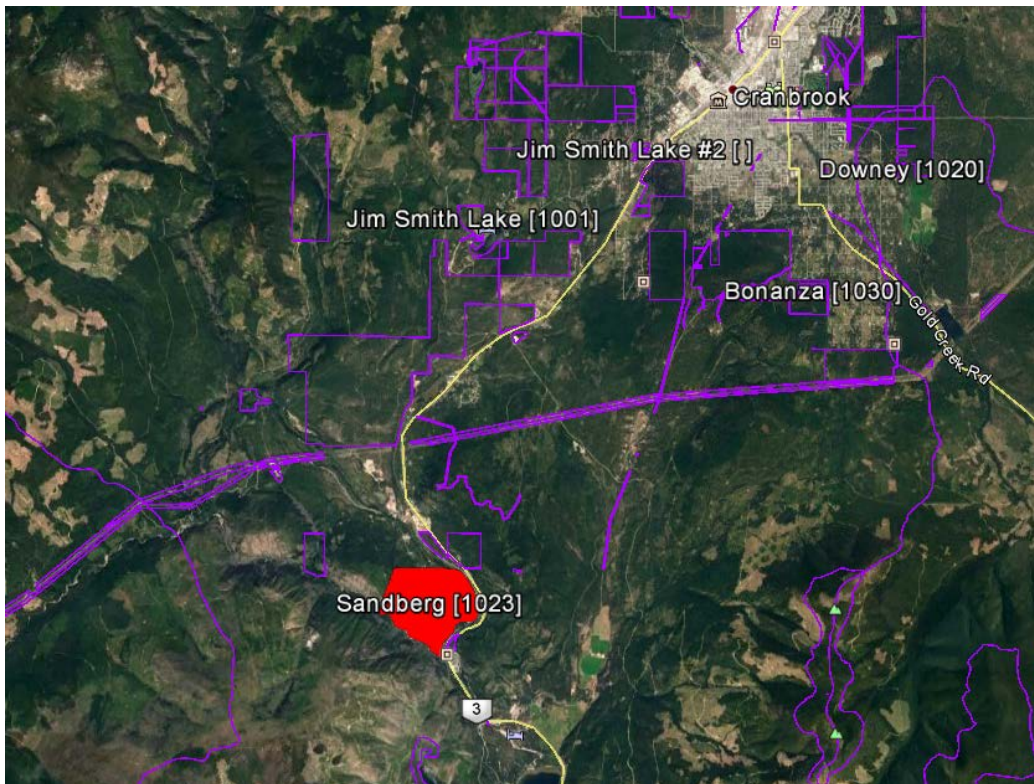 Cranbrook
Jim Smith Lake #2 [ ]
Downey [1020]
Jim Smith Lake [1001]
Bonanza [1030]
Gold Creek Rd
Sandberg [1023]
3